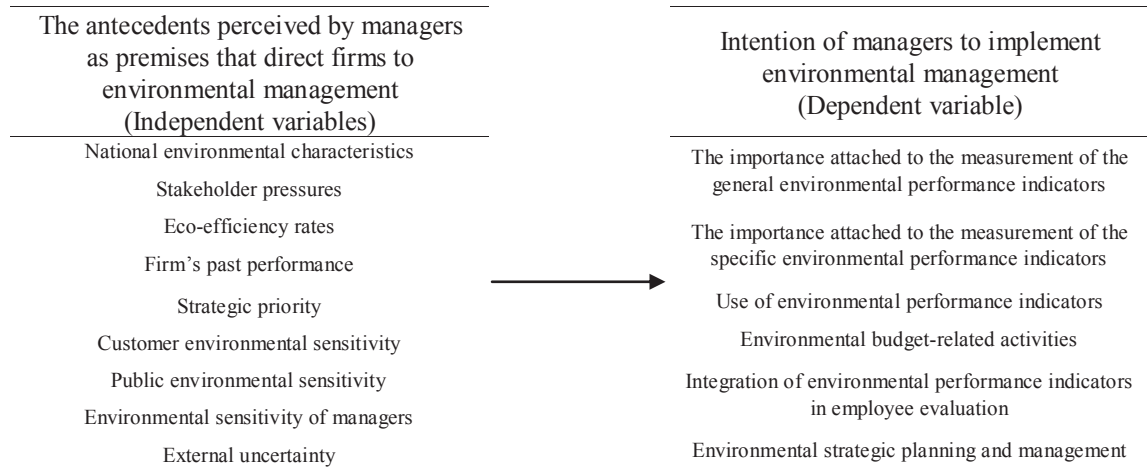 The antecedents perceived by managers
as premises that direct firms to
environmental management
(Independent variables)
National environmental characteristics
Stakeholder pressures
Eco-efficiency rates
Firm's past performance
Strategic priority
Customer environmental sensitivity
Public environmental sensitivity
Environmental sensitivity of managers
External uncertainty
Intention of managers to implement
environmental management
(Dependent variable)
The importance attached to the measurement of the
general environmental performance indicators
The importance attached to the measurement of the
specific environmental performance indicators
Use of environmental performance indicators
Environmental budget-related activities
Integration of environmental performance indicators
in employee evaluation
Environmental strategic planning and management